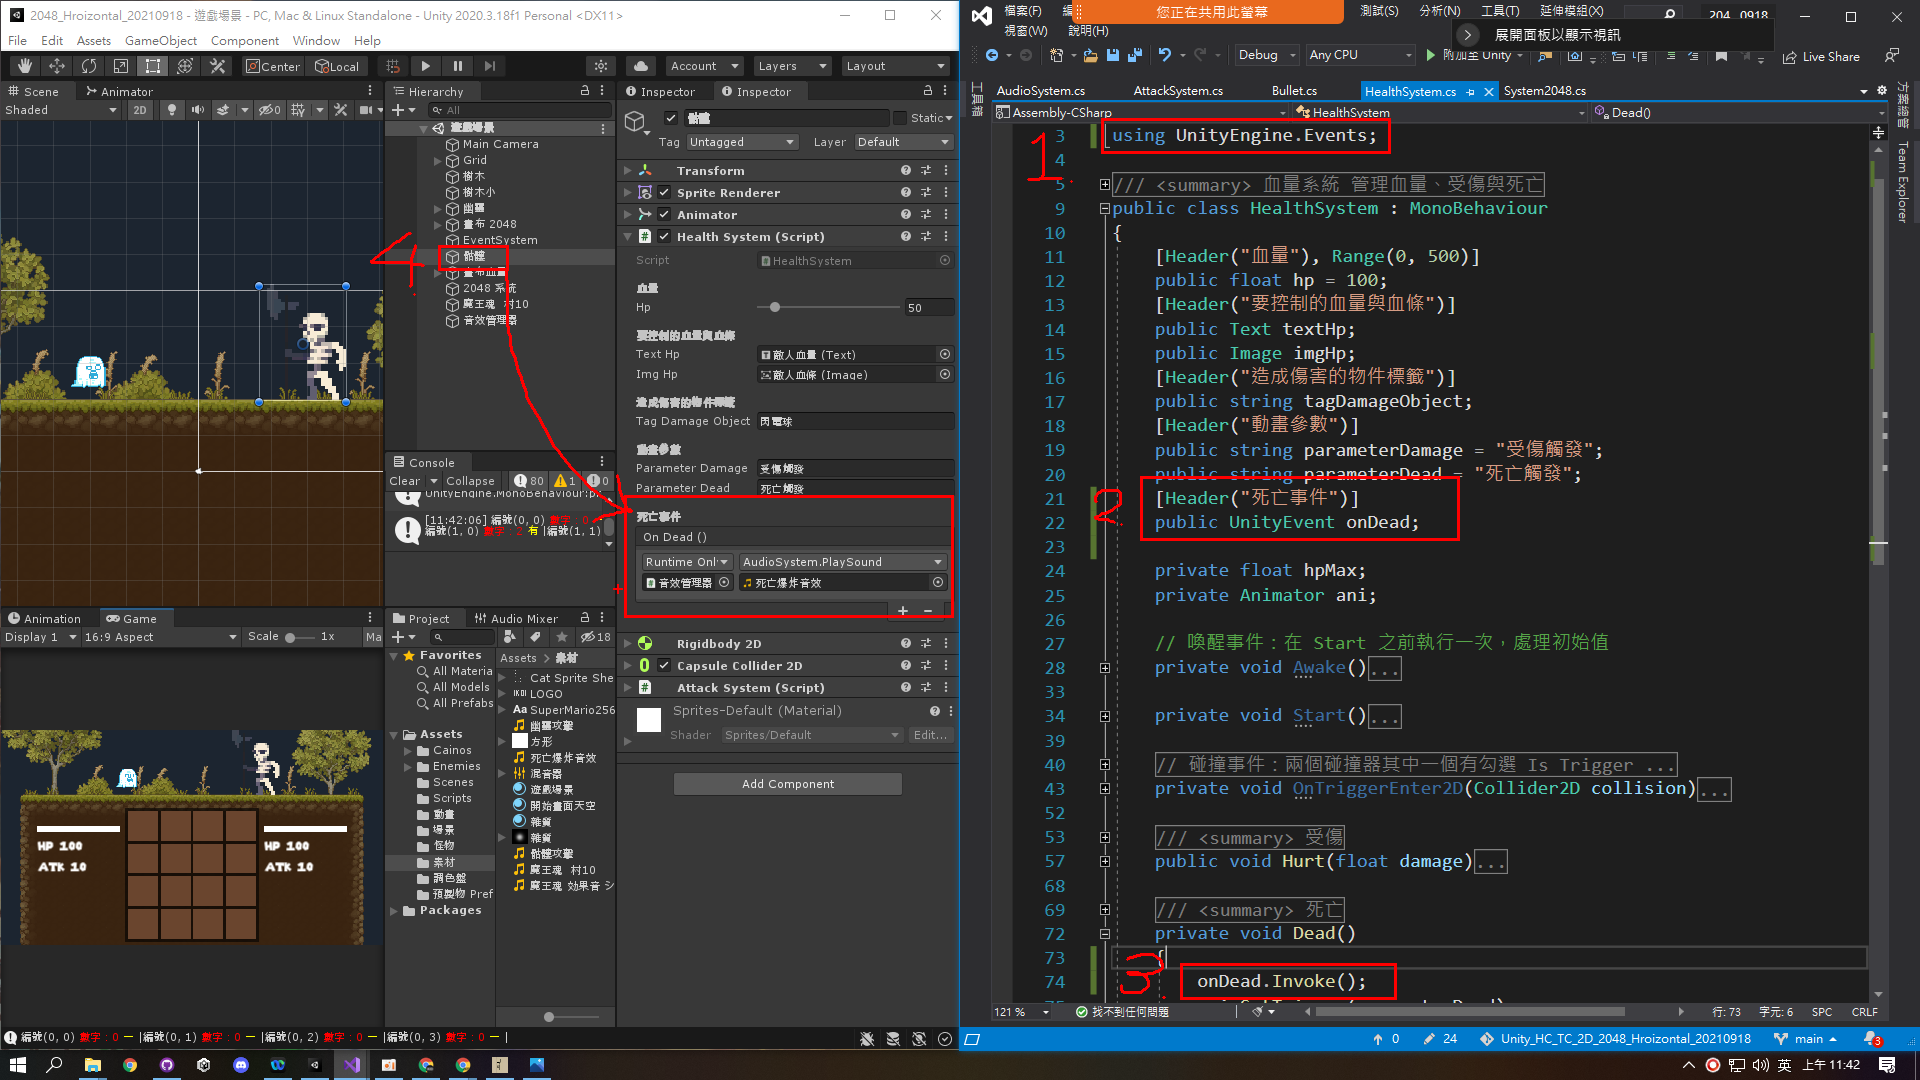 2048_Hroizontal_20210918 - 遊戲場景 - PC, Mac & Linux Standalone - Unity 2020.3.18f1 Personal <DX11>
File Edit Assets GameObject Component Window Help
Center Local Account Layers Layout
Scene Animator
Shaded 2D 0
Hierarchy
All
遊戲場景
Main Camera
Grid
樹木
樹木小
幽靈
畫布 2048
EventSystem
骷髏
畫布血量
2048 系統
魔王魂 村10
音效管理器
4.
Console
Clear Collapse 80 1 0
UnityEngine.MonoBehaviour:p
[11:42:06] 編號(0, 0) 數字：0
編號(1, 0) 數字：2 有 |編號(1, 1)
Inspector Inspector
骷髏 Static
Tag Untagged Layer Default
Transform
Sprite Renderer
Animator
Health System (Script)
Script HealthSystem
血量
Hp 50
要控制的血量與血條
Text Hp 敵人血量 (Text)
Img Hp 敵人血條 (Image)
造成傷害的物件標籤
Tag Damage Object 閃電球
動畫參數
Parameter Damage 受傷觸發
Parameter Dead 死亡觸發
死亡事件
On Dead ()
Runtime Onl AudioSystem.PlaySound
音效管理器 死亡爆炸音效
+ −
Rigidbody 2D
Capsule Collider 2D
Attack System (Script)
Sprites-Default (Material)
Shader Sprites/Default Edit...
Add Component
Animation Game
Display 1 16:9 Aspect Scale 1x Ma
HP 100
ATK 10
HP 100
ATK 10
Project Audio Mixer
18
Favorites
All Materia
All Models
All Prefabs
Assets
Cainos
Enemies
Scenes
Scripts
動畫
場景
怪物
素材
調色盤
預製物 Pref
Packages
Assets > 素材
Cat Sprite She
LOGO
SuperMario256
幽靈攻擊
方形
死亡爆炸音效
混音器
遊戲場景
開始畫面天空
雜質
雜質
骷髏攻擊
魔王魂 村10
魔王魂 効果音 シ
編號(0, 0) 數字：0 — |編號(0, 1) 數字：0 — |編號(0, 2) 數字：0 — |編號(0, 3) 數字：0 — |
檔案(F) 您正在共用此螢幕 測試(S) 分析(N) 工具(T) 延伸模組(X)
視窗(W) 說明(H)
展開面板以顯示視訊
Debug Any CPU 附加至 Unity Live Share
工具箱
AudioSystem.cs AttackSystem.cs Bullet.cs HealthSystem.cs System2048.cs
Assembly-CSharp HealthSystem Dead()
方案總管
Team Explorer
1.
3 using UnityEngine.Events;
4
5 /// <summary> 血量系統 管理血量、受傷與死亡
9 public class HealthSystem : MonoBehaviour
10 {
11 [Header("血量"), Range(0, 500)]
12 public float hp = 100;
13 [Header("要控制的血量與血條")]
14 public Text textHp;
15 public Image imgHp;
16 [Header("造成傷害的物件標籤")]
17 public string tagDamageObject;
18 [Header("動畫參數")]
19 public string parameterDamage = "受傷觸發";
20 public string parameterDead = "死亡觸發";
2.
21 [Header("死亡事件")]
22 public UnityEvent onDead;
23
24 private float hpMax;
25 private Animator ani;
26
27 // 喚醒事件：在 Start 之前執行一次，處理初始值
28 private void Awake()...
33
34 private void Start()...
39
40 // 碰撞事件：兩個碰撞器其中一個有勾選 Is Trigger ...
43 private void OnTriggerEnter2D(Collider2D collision)...
52
53 /// <summary> 受傷
57 public void Hurt(float damage)...
68
69 /// <summary> 死亡
72 private void Dead()
73 {
3.
74 onDead.Invoke();
121 % 找不到任何問題 行: 73 字元: 6 SPC CRLF
0 24 Unity_HC_TC_2D_2048_Hroizontal_20210918 main 3
英 上午 11:42